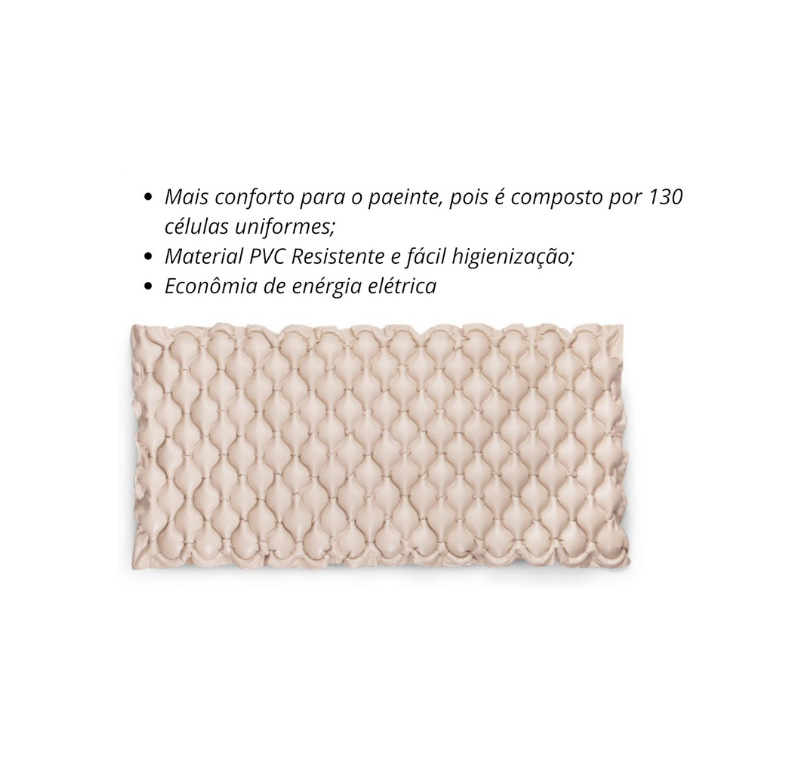 • Mais conforto para o paeinte, pois é composto por 130
células uniformes;
• Material PVC Resistente e fácil higienização;
• Econômia de enérgia elétrica